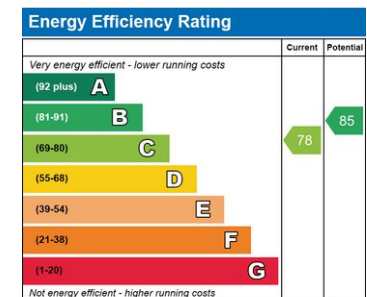 Energy Efficiency Rating
Current Potential
Very energy efficient - lower running costs
(92 plus) A
(81-91) B
85
(69-80) C
78
(55-68) D
(39-54) E
(21-38) F
(1-20) G
Not energy efficient - higher running costs